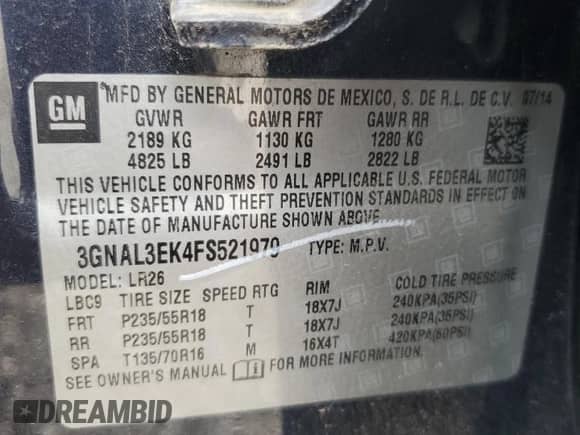 GM
MFD BY GENERAL MOTORS DE MEXICO, S. DE R.L. DE C.V. 07/14
GVWR GAWR FRT GAWR RR
2189 KG 1130 KG 1280 KG
4825 LB 2491 LB 2822 LB
THIS VEHICLE CONFORMS TO ALL APPLICABLE U.S. FEDERAL MOTOR
VEHICLE SAFETY AND THEFT PREVENTION STANDARDS IN EFFECT ON
THE DATE OF MANUFACTURE SHOWN ABOVE.
3GNAL3EK4FS521979 TYPE: M.P.V.
MODEL: LR26
LBC9 TIRE SIZE SPEED RTG RIM COLD TIRE PRESSURE
FRT P235/55R18 T 18X7J 240KPA(35PSI)
RR P235/55R18 T 18X7J 240KPA(35PSI)
SPA T135/70R16 M 16X4T 420KPA(60PSI)
SEE OWNER'S MANUAL i FOR MORE INFORMATION.
DREAMBID